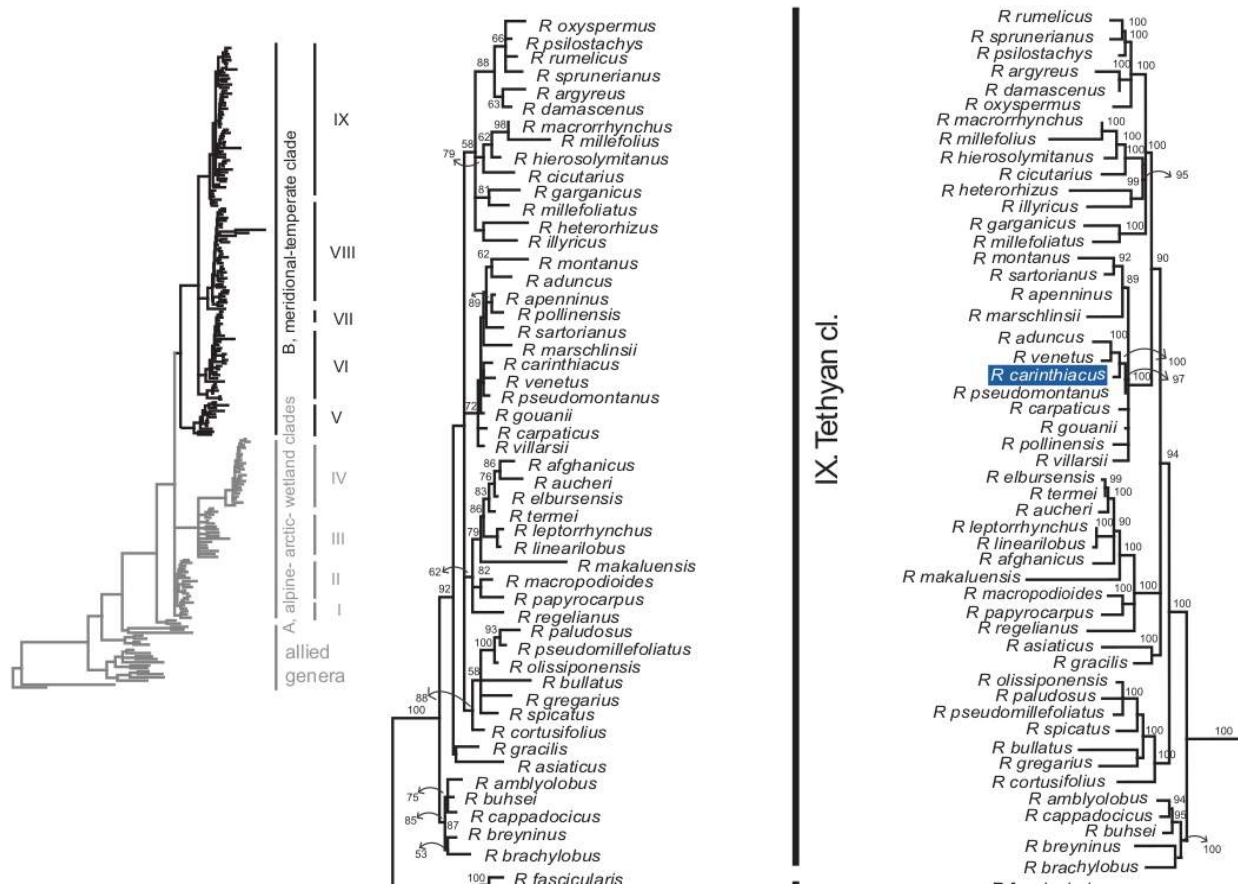 IX
VIII
VII
VI
V
IV
III
II
I
B, meridional-temperate clade
A, alpine- arctic- wetland clades
allied
genera
R oxyspermus
66
R psilostachys
R rumelicus
88
R sprunerianus
R argyreus
63
R damascenus
98
R macrorrhynchus
62
R millefolius
58
79
R hierosolymitanus
R cicutarius
81
R garganicus
R millefoliatus
R heterorhizus
R illyricus
62
R montanus
R aduncus
89
R apenninus
R pollinensis
R sartorianus
R marschlinsii
R carinthiacus
R venetus
R pseudomontanus
72
R gouanii
R carpaticus
R villarsii
86
R afghanicus
76
R aucheri
83
R elbursensis
86
R termei
79
R leptorrhynchus
R linearilobus
R makaluensis
62
82
R macropodioides
92
R papyrocarpus
R regelianus
93
R paludosus
100
R pseudomillefoliatus
R olissiponensis
58
R bullatus
88
R gregarius
100
R spicatus
R cortusifolius
R gracilis
R asiaticus
R amblyolobus
75
R buhsei
85
R cappadocicus
87
R breyninus
53
R brachylobus
100
R fascicularis
IX. Tethyan cl.
R rumelicus
100
R sprunerianus
100
R psilostachys
R argyreus
100
100
R damascenus
R oxyspermus
R macrorrhynchus
100
R millefolius
100
R hierosolymitanus
100
100
R cicutarius
95
R heterorhizus
99
R illyricus
R garganicus
100
R millefoliatus
R montanus
92
90
R sartorianus
89
R apenninus
R marschlinsii
R aduncus
100
R venetus
100
R carinthiacus
100
97
R pseudomontanus
R carpaticus
R gouanii
R pollinensis
94
R villarsii
R elbursensis
99
R termei
100
R aucheri
R leptorrhynchus
100
90
R linearilobus
R afghanicus
100
R makaluensis
R macropodioides
100
100
R papyrocarpus
100
R regelianus
R asiaticus
100
R gracilis
R olissiponensis
R paludosus
100
R pseudomillefoliatus
R spicatus
100
100
R bullatus
100
100
R gregarius
R cortusifolius
R amblyolobus
94
R cappadocicus
95
R buhsei
R breyninus
100
R brachylobus